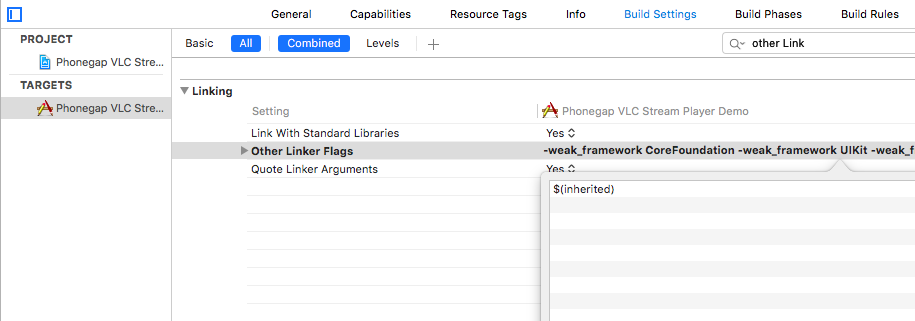 General Capabilities Resource Tags Info Build Settings Build Phases Build Rules
PROJECT
Phonegap VLC Stre...
TARGETS
Phonegap VLC Stre...
Basic All Combined Levels + other Link
Linking
Setting Phonegap VLC Stream Player Demo
Link With Standard Libraries Yes
Other Linker Flags -weak_framework CoreFoundation -weak_framework UIKit -weak_f
Quote Linker Arguments Yes
$(inherited)